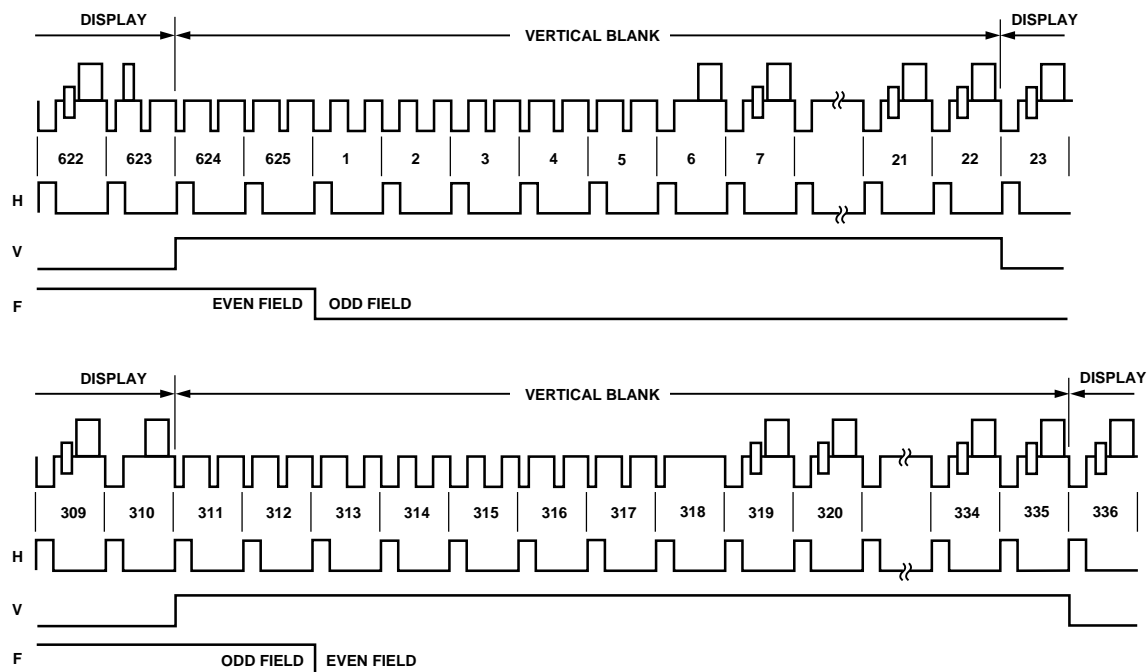 DISPLAY VERTICAL BLANK DISPLAY
622 623 624 625 1 2 3 4 5 6 7 21 22 23
H
V
F EVEN FIELD ODD FIELD
DISPLAY VERTICAL BLANK DISPLAY
309 310 311 312 313 314 315 316 317 318 319 320 334 335 336
H
V
F ODD FIELD EVEN FIELD